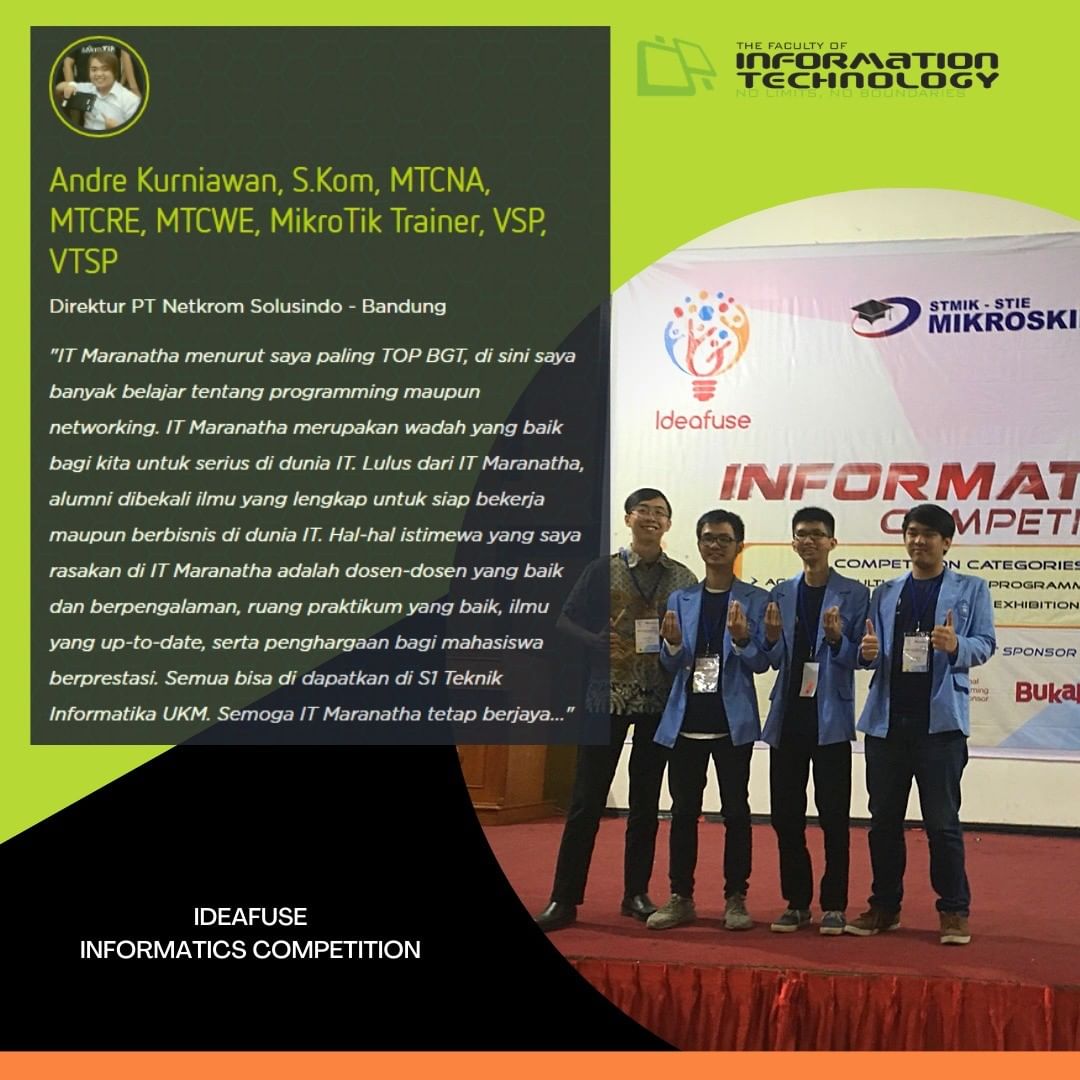 THE FACULTY OF
INFORMATION
TECHNOLOGY
NO LIMITS, NO BOUNDARIES
Andre Kurniawan, S.Kom, MTCNA,
MTCRE, MTCWE, MikroTik Trainer, VSP,
VTSP
Direktur PT Netkrom Solusindo - Bandung
"IT Maranatha menurut saya paling TOP BGT, di sini saya
banyak belajar tentang programming maupun
networking. IT Maranatha merupakan wadah yang baik
bagi kita untuk serius di dunia IT. Lulus dari IT Maranatha,
alumni dibekali ilmu yang lengkap untuk siap bekerja
maupun berbisnis di dunia IT. Hal-hal istimewa yang saya
rasakan di IT Maranatha adalah dosen-dosen yang baik
dan berpengalaman, ruang praktikum yang baik, ilmu
yang up-to-date, serta penghargaan bagi mahasiswa
berprestasi. Semua bisa di dapatkan di S1 Teknik
Informatika UKM. Semoga IT Maranatha tetap berjaya..."
STMIK - STIE
MIKROSKI
Ideafuse
INFORMAT
COMPETI
COMPETITION CATEGORIES
PROGRAMM
EXHIBITION
SPONSOR
Buka
IDEAFUSE
INFORMATICS COMPETITION